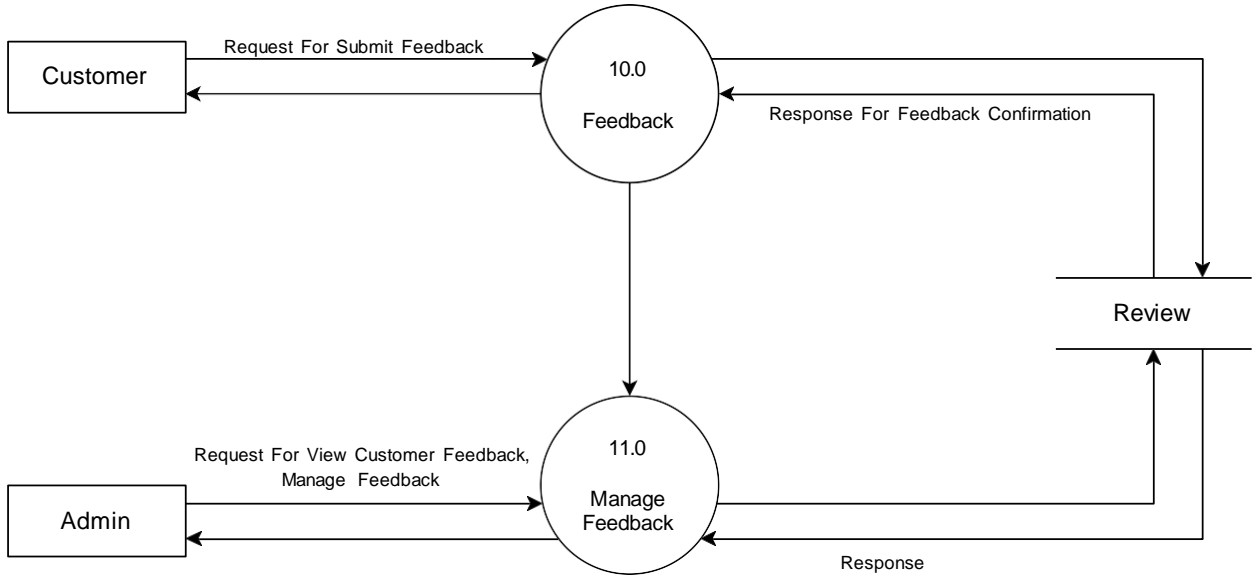 Request For Submit Feedback
Customer
10.0
Feedback
Response For Feedback Confirmation
Review
Request For View Customer Feedback,
Manage Feedback
11.0
Manage
Feedback
Admin
Response